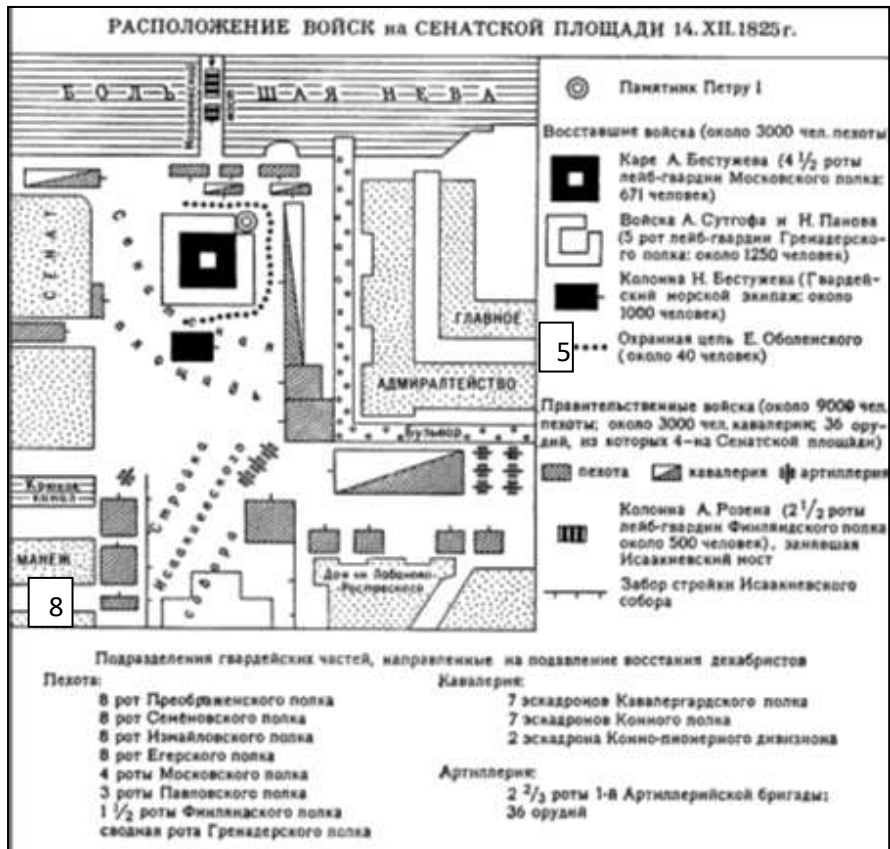 РАСПОЛОЖЕНИЕ ВОЙСК на СЕНАТСКОЙ ПЛОЩАДИ 14.XII.1825г.
БОЛЬШАЯ НЕВА
Исаакиевский мост
СЕНАТ
Сенатская
площадь
ГЛАВНОЕ
АДМИРАЛТЕЙСТВО
Бульвар
Стройка
Исаакиевского
собора
Крюков
канал
МАНЕЖ
8
Дом кн. Лобанова-
-Ростовского
Памятник Петру I
Восставшие войска (около 3000 чел. пехоты)
Каре А. Бестужева (4 1/2 роты
лейб-гвардии Московского полка:
671 человек)
Войска А. Сутгофа и Н. Панова
(5 рот лейб-гвардии Гренадерско-
го полка: около 1250 человек)
Колонна Н. Бестужева (Гвардей-
ский морской экипаж: около
1000 человек)
5
Охранная цепь Е. Оболенского
(около 40 человек)
Правительственные войска (около 9000 чел.
пехоты; около 3000 чел. кавалерии; 36 ору-
дий, из которых 4-на Сенатской площади)
пехота кавалерия артиллерия
Колонна А. Розена (2 1/2 роты
лейб-гвардии Финляндского полка
около 500 человек), занявшая
Исаакиевский мост
Забор стройки Исаакиевского
собора
Подразделения гвардейских частей, направленные на подавление восстания декабристов
Пехота:
8 рот Преображенского полка
8 рот Семёновского полка
8 рот Измайловского полка
8 рот Егерского полка
4 роты Московского полка
3 роты Павловского полка
1 1/2 роты Финляндского полка
сводная рота Гренадерского полка
Кавалерия:
7 эскадронов Кавалергардского полка
7 эскадронов Конного полка
2 эскадрона Конно-пионерного дивизиона
Артиллерия:
2 2/3 роты 1-й Артиллерийской бригады:
36 орудий